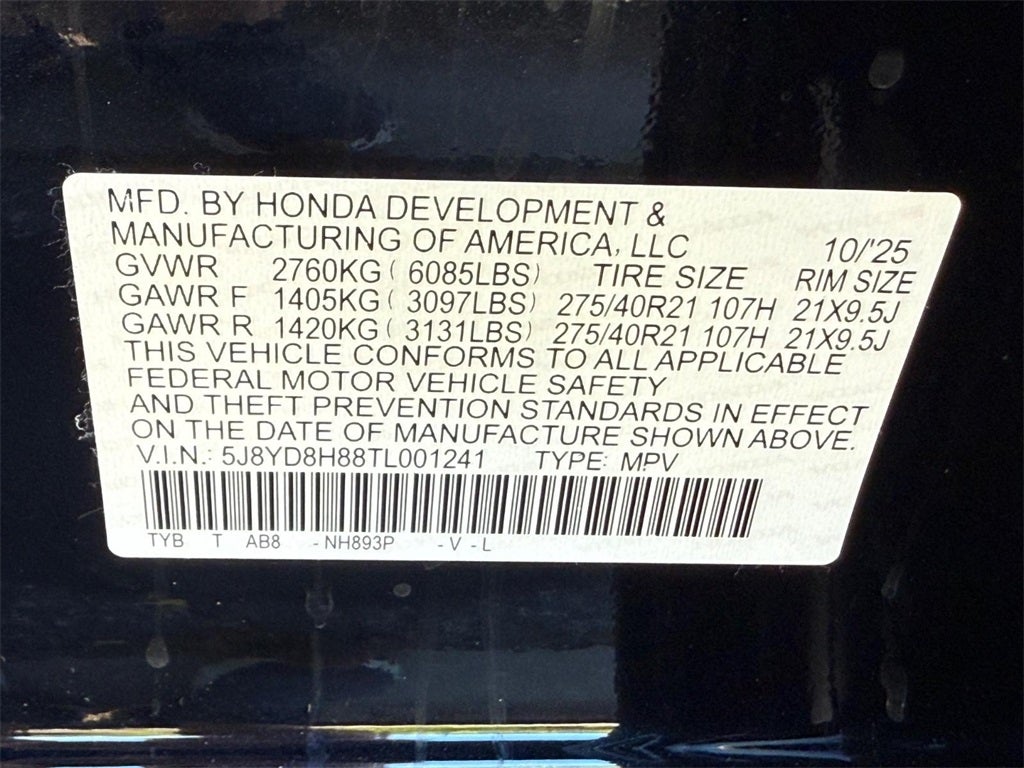 MFD. BY HONDA DEVELOPMENT &
MANUFACTURING OF AMERICA, LLC 10/'25
GVWR 2760KG ( 6085LBS) TIRE SIZE RIM SIZE
GAWR F 1405KG ( 3097LBS) 275/40R21 107H 21X9.5J
GAWR R 1420KG ( 3131LBS) 275/40R21 107H 21X9.5J
THIS VEHICLE CONFORMS TO ALL APPLICABLE
FEDERAL MOTOR VEHICLE SAFETY
AND THEFT PREVENTION STANDARDS IN EFFECT
ON THE DATE OF MANUFACTURE SHOWN ABOVE.
V.I.N.: 5J8YD8H88TL001241 TYPE: MPV
TYB T AB8 - NH893P - V - L